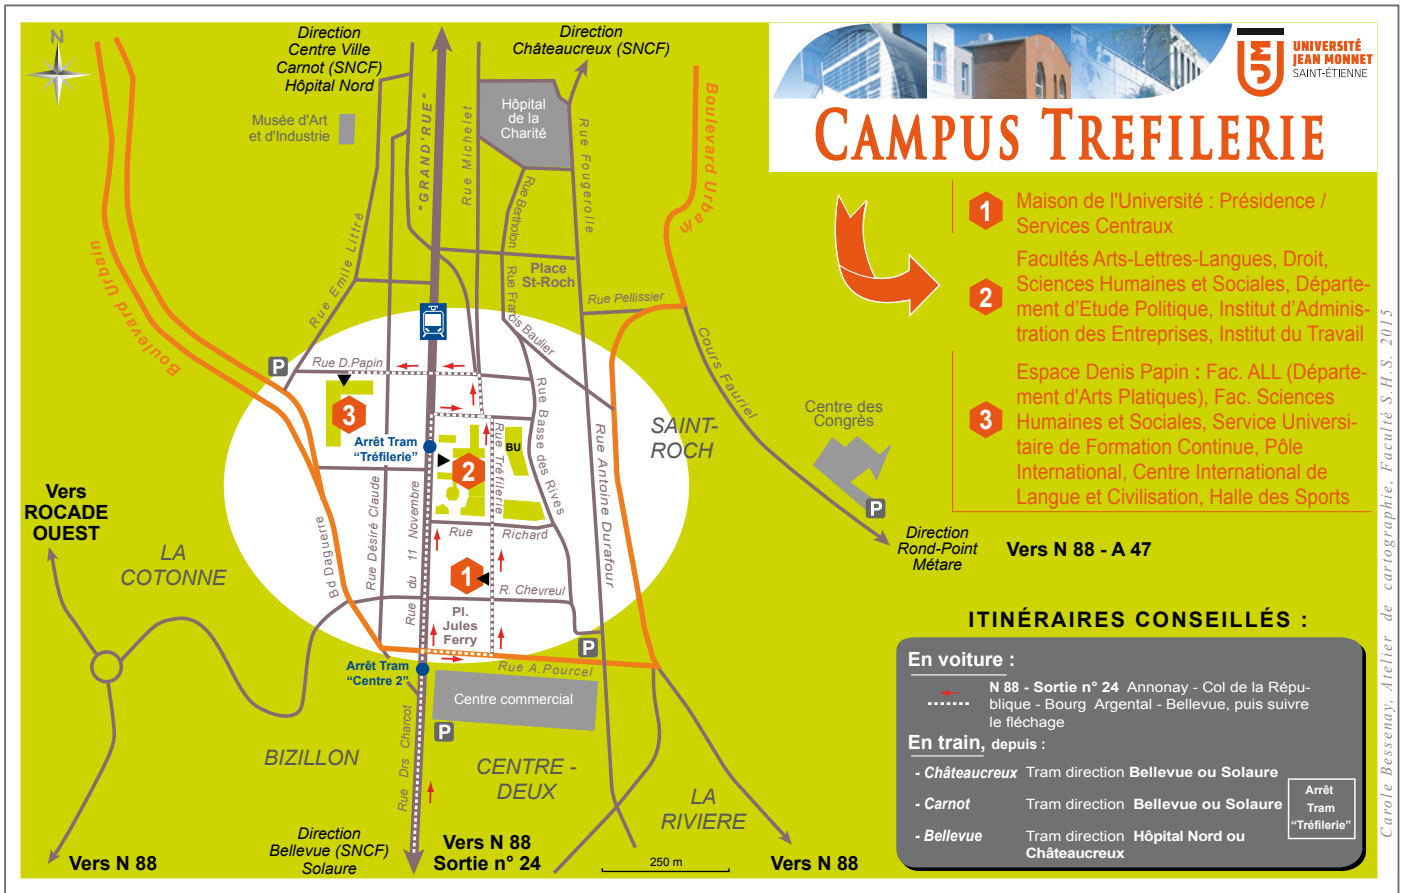 N
Direction
Centre Ville
Carnot (SNCF)
Hôpital Nord
Direction
Châteaucreux (SNCF)
UNIVERSITÉ
JEAN MONNET
SAINT-ÉTIENNE
CAMPUS TREFILERIE
Musée d'Art
et d'Industrie
Hôpital
de la
Charité
"GRAND'RUE"
Rue Michelet
Rue Fougerolle
Boulevard Urbain
Rue Bertholon
Rue Emile Littré
Boulevard Urbain
Place
St-Roch
Rue Francis Baulier
Rue Pellissier
Cours Fauriel
1
Maison de l'Université : Présidence /
Services Centraux
2
Facultés Arts-Lettres-Langues, Droit,
Sciences Humaines et Sociales, Départe-
ment d'Etude Politique, Institut d'Adminis-
tration des Entreprises, Institut du Travail
3
Espace Denis Papin : Fac. ALL (Départe-
ment d'Arts Platiques), Fac. Sciences
Humaines et Sociales, Service Universi-
taire de Formation Continue, Pôle
International, Centre International de
Langue et Civilisation, Halle des Sports
P
Rue D.Papin
3
Arrêt Tram
“Tréfilerie”
2
BU
Rue Tréfilerie
Rue Basse des Rives
Rue Antoine Durafour
SAINT-
ROCH
Centre des
Congrès
P
Direction
Rond-Point
Métare
Vers N 88 - A 47
Vers
ROCADE
OUEST
LA
COTONNE
Bd Daguerre
Rue Désiré Claude
Rue du 11 Novembre
Rue Richard
1
R. Chevreul
Pl.
Jules
Ferry
P
Rue A.Pourcel
Arrêt Tram
“Centre 2”
Centre commercial
P
Rue Drs Charcot
BIZILLON
CENTRE -
DEUX
LA
RIVIERE
Vers N 88
Direction
Bellevue (SNCF)
Solaure
Vers N 88
Sortie n° 24
250 m
Vers N 88
ITINÉRAIRES CONSEILLÉS :
En voiture :
N 88 - Sortie n° 24 Annonay - Col de la Répu-
blique - Bourg Argental - Bellevue, puis suivre
le fléchage
En train, depuis :
- Châteaucreux Tram direction Bellevue ou Solaure
- Carnot Tram direction Bellevue ou Solaure
- Bellevue Tram direction Hôpital Nord ou
Châteaucreux
Arrêt
Tram
“Tréfilerie”
Carole Bessenay, Atelier de cartographie, Faculté S.H.S. 2015